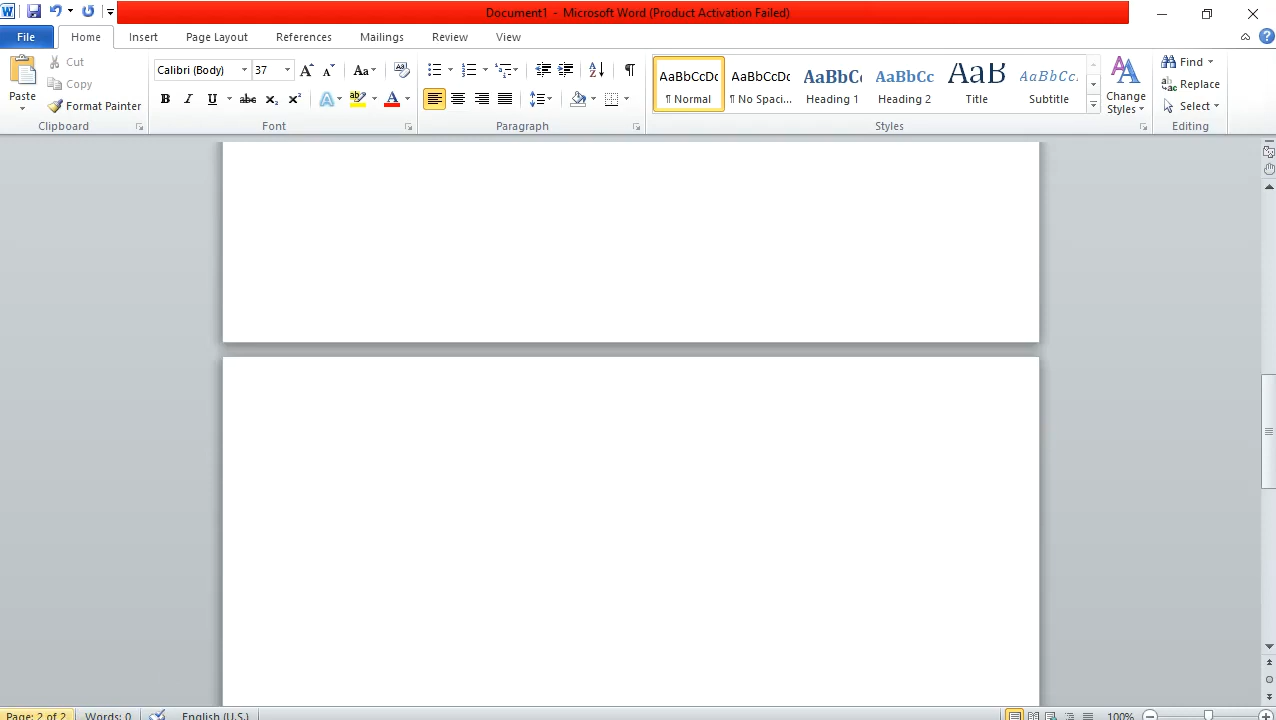 Document1 - Microsoft Word (Product Activation Failed)
File Home Insert Page Layout References Mailings Review View
Paste
Cut
Copy
Format Painter
Clipboard
Calibri (Body) 37
Font
Paragraph
AaBbCcDc AaBbCcDc AaBbCc AaBbCc AaB AaBbCc.
¶ Normal ¶ No Spaci... Heading 1 Heading 2 Title Subtitle
Change
Styles
Styles
Find
Replace
Select
Editing
Page: 2 of 2 Words: 0 English (U.S.) 100%